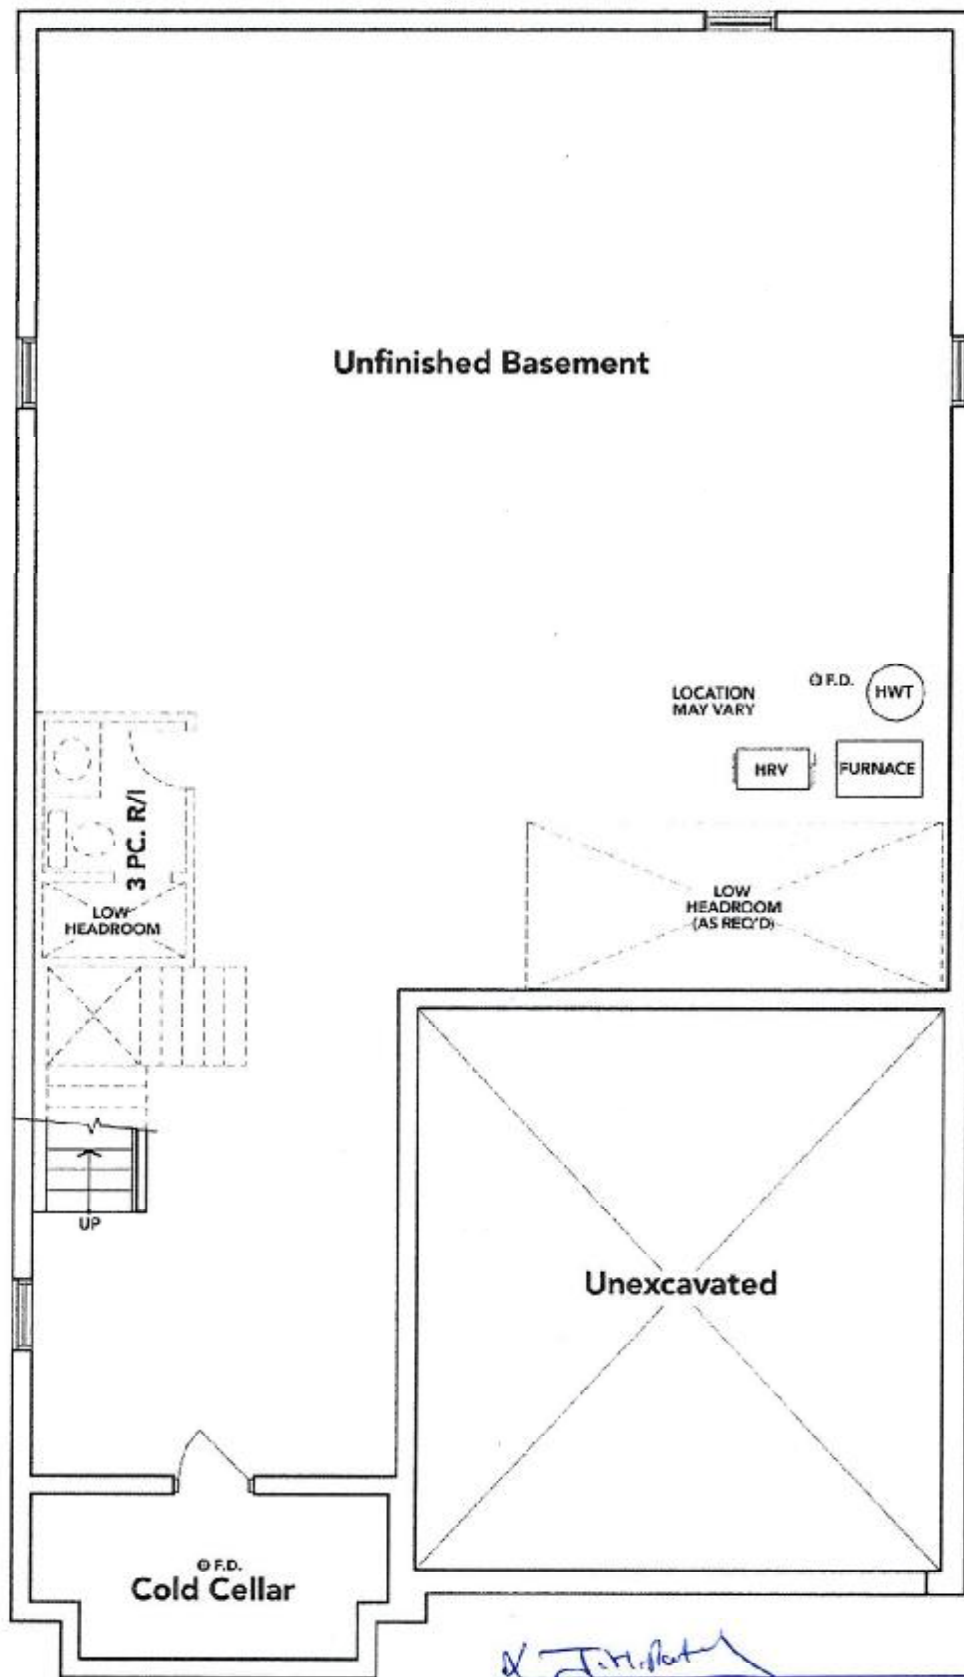 Unfinished Basement
LOCATION
MAY VARY
F.D.
HWT
HRV
FURNACE
3 PC. R/I
LOW
HEADROOM
LOW
HEADROOM
(AS REQ'D)
UP
Unexcavated
F.D.
Cold Cellar